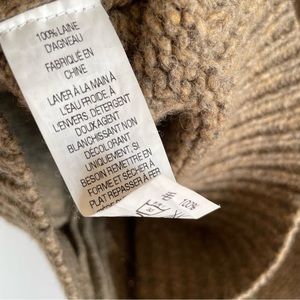 100% LAINE
D'AGNEAU
FABRIQUÉ EN
CHINE
LAVER À LA MAIN À
L'EAU FROIDE, À
L'ENVERS DÉTERGENT
DOUX/AGENT
BLANCHISSANT NON
DÉCOLORANT
UNIQUEMENT, SI
BESOIN REMETTRE EN
FORME ET SÉCHER À
PLAT REPASSER À FER
100%